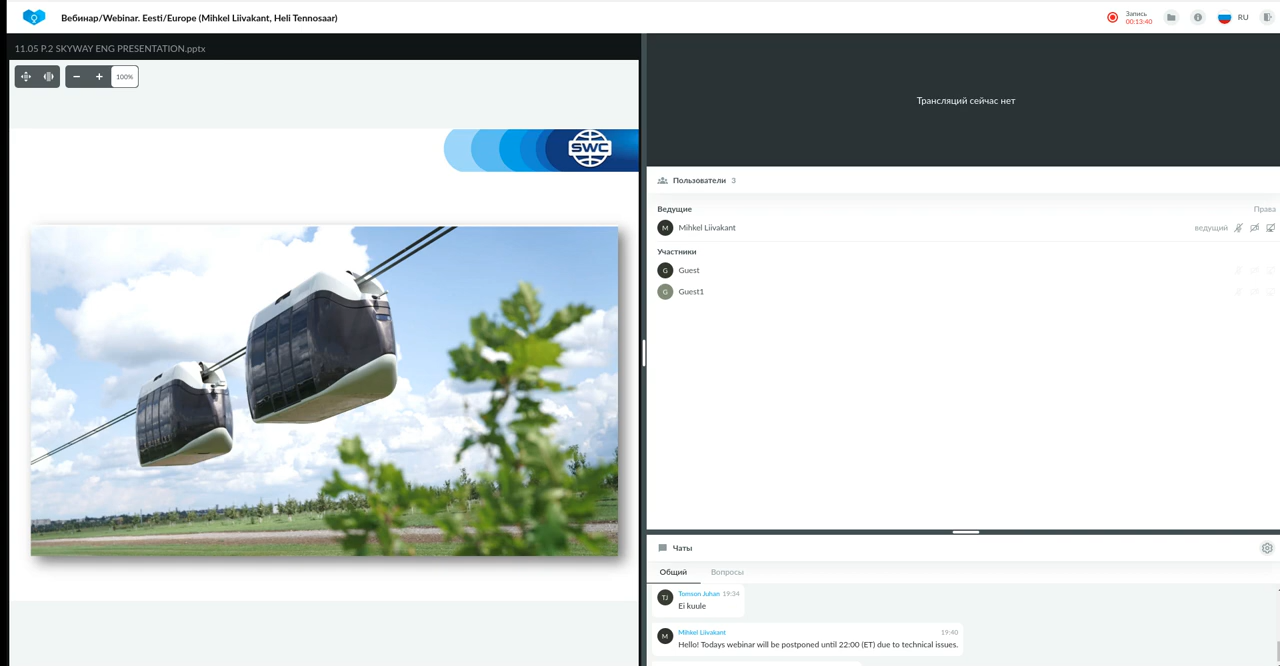 Вебинар/Webinar. Eesti/Europe (Mihkel Liivakant, Heli Tennosaar)
Запись
00:13:40
RU
11.05 P.2 SKYWAY ENG PRESENTATION.pptx
100%
SWC
Трансляций сейчас нет
Пользователи 3
Ведущие Права
M Mihkel Liivakant ведущий
Участники
G Guest
G Guest1
Чаты
Общий Вопросы
TJ Tomson Juhan 19:34
Ei kuule
M Mihkel Liivakant 19:40
Hello! Todays webinar will be postponed until 22:00 (ET) due to technical issues.